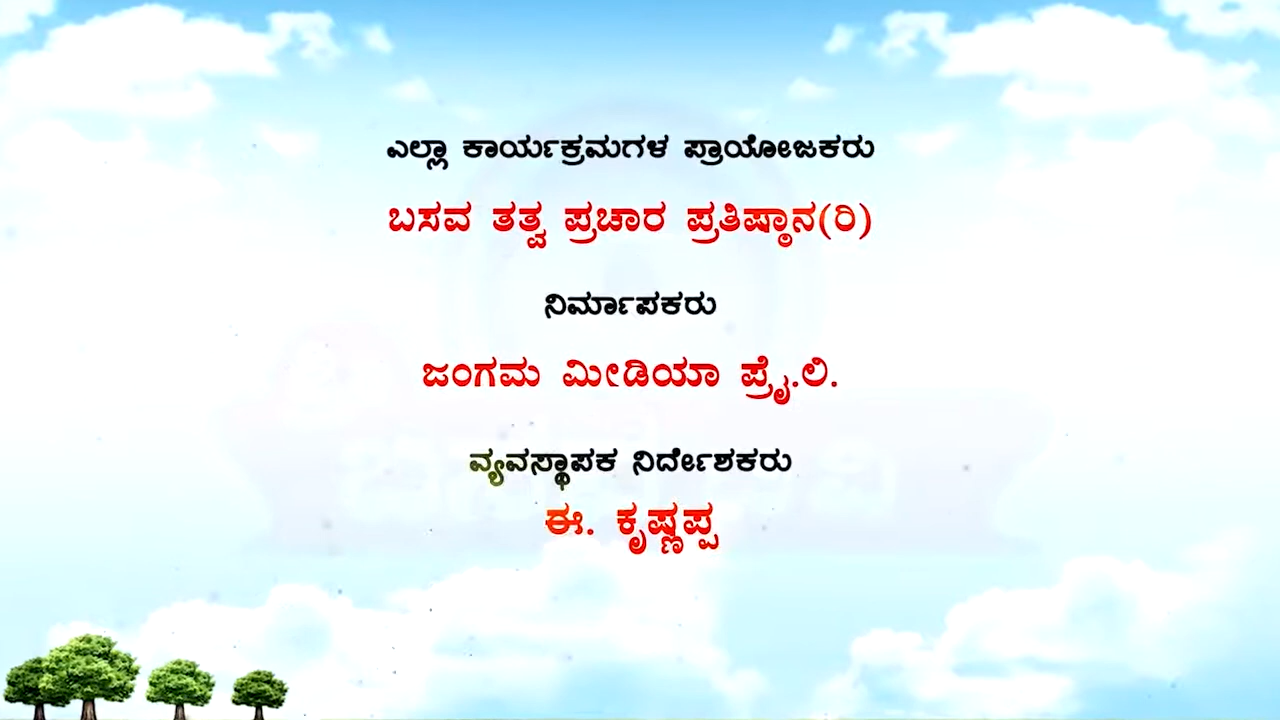 ಎಲ್ಲಾ ಕಾರ್ಯಕ್ರಮಗಳ ಪ್ರಾಯೋಜಕರು
ಬಸವ ತತ್ವ ಪ್ರಚಾರ ಪ್ರತಿಷ್ಠಾನ(ರಿ)
ನಿರ್ಮಾಪಕರು
ಜಂಗಮ ಮೀಡಿಯಾ ಪ್ರೈ.ಲಿ.
ವ್ಯವಸ್ಥಾಪಕ ನಿರ್ದೇಶಕರು
ಈ. ಕೃಷ್ಣಪ್ಪ